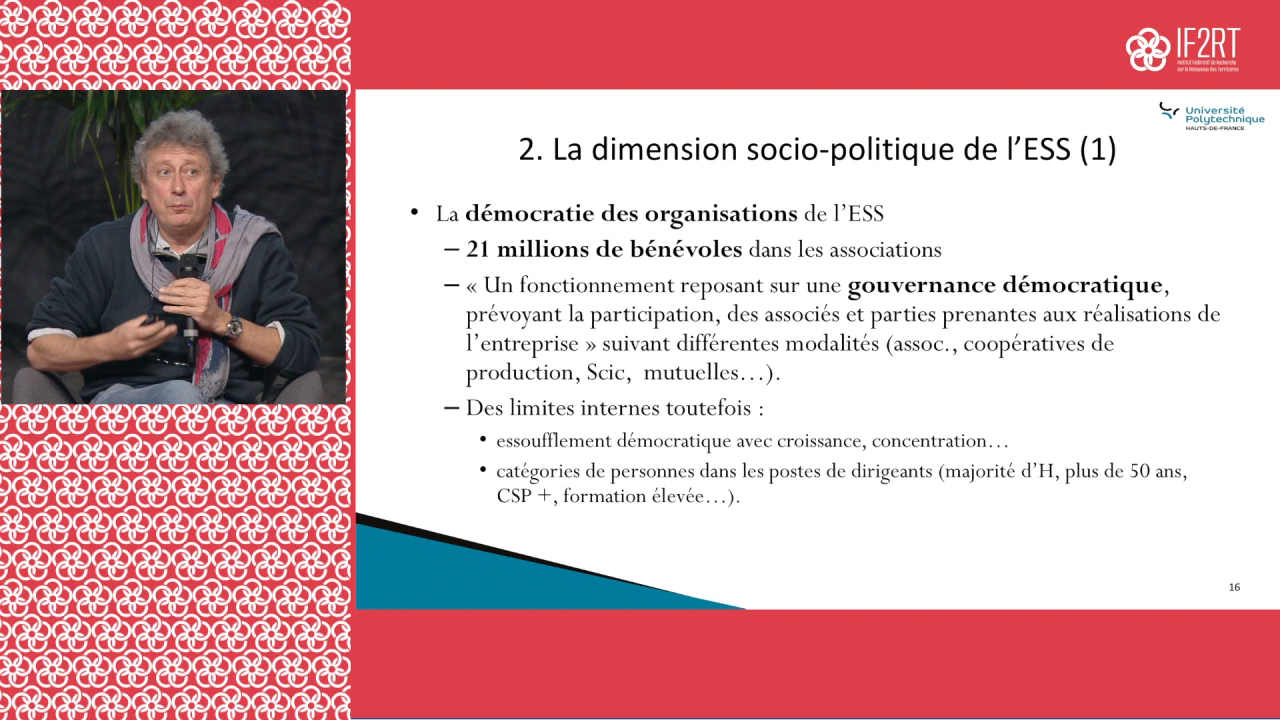 IF2RT
Institut Fédératif de Recherche
sur le Renouveau des Territoires
Université
Polytechnique
HAUTS-DE-FRANCE
2. La dimension socio-politique de l’ESS (1)
• La démocratie des organisations de l’ESS
– 21 millions de bénévoles dans les associations
– « Un fonctionnement reposant sur une gouvernance démocratique,
prévoyant la participation, des associés et parties prenantes aux réalisations de
l’entreprise » suivant différentes modalités (assoc., coopératives de
production, Scic, mutuelles…).
– Des limites internes toutefois :
• essoufflement démocratique avec croissance, concentration…
• catégories de personnes dans les postes de dirigeants (majorité d’H, plus de 50 ans,
CSP +, formation élevée…).
16